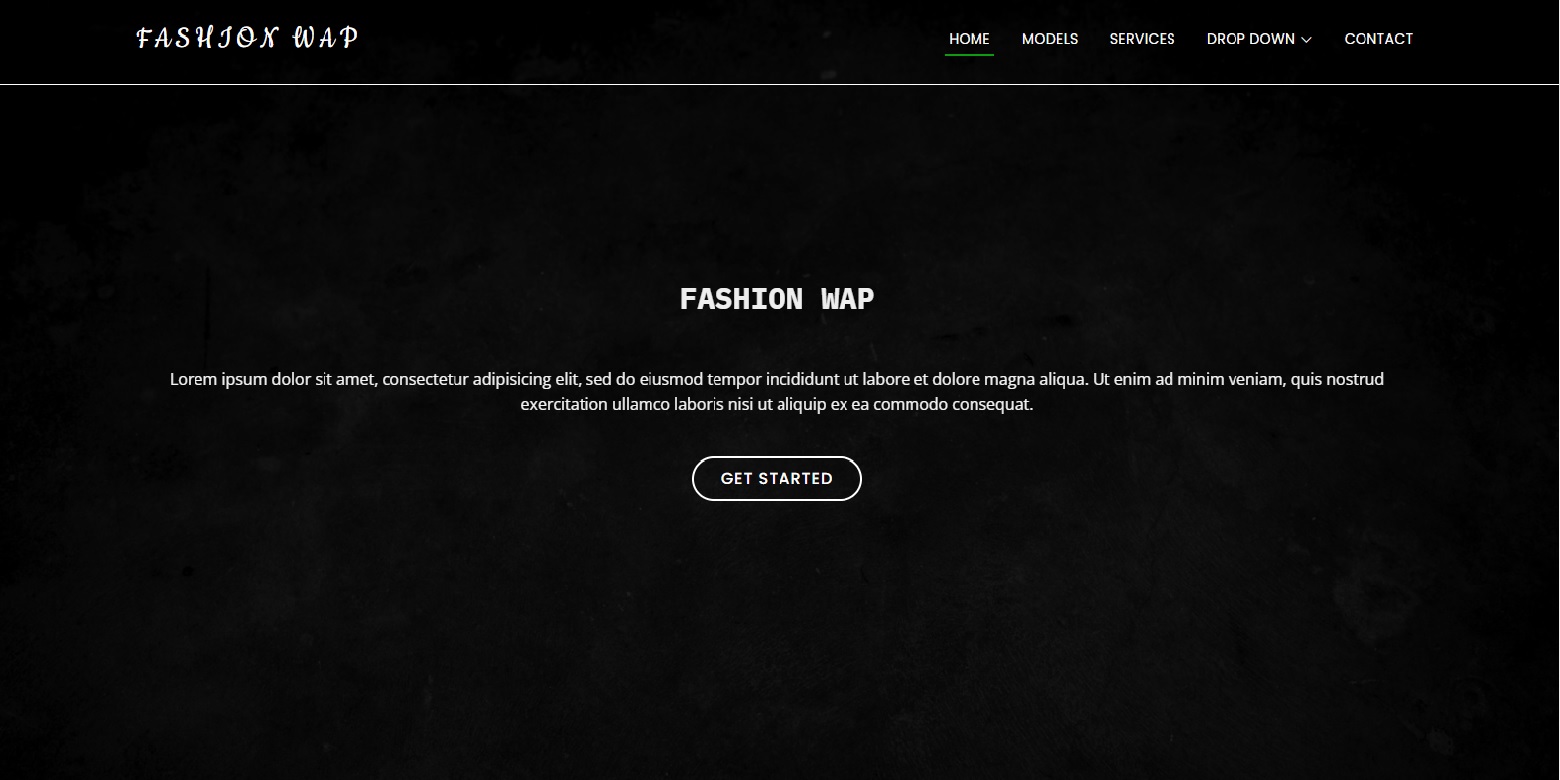 FASHION WAP
HOME MODELS SERVICES DROP DOWN CONTACT
FASHION WAP
Lorem ipsum dolor sit amet, consectetur adipisicing elit, sed do eiusmod tempor incididunt ut labore et dolore magna aliqua. Ut enim ad minim veniam, quis nostrud
exercitation ullamco laboris nisi ut aliquip ex ea commodo consequat.
GET STARTED